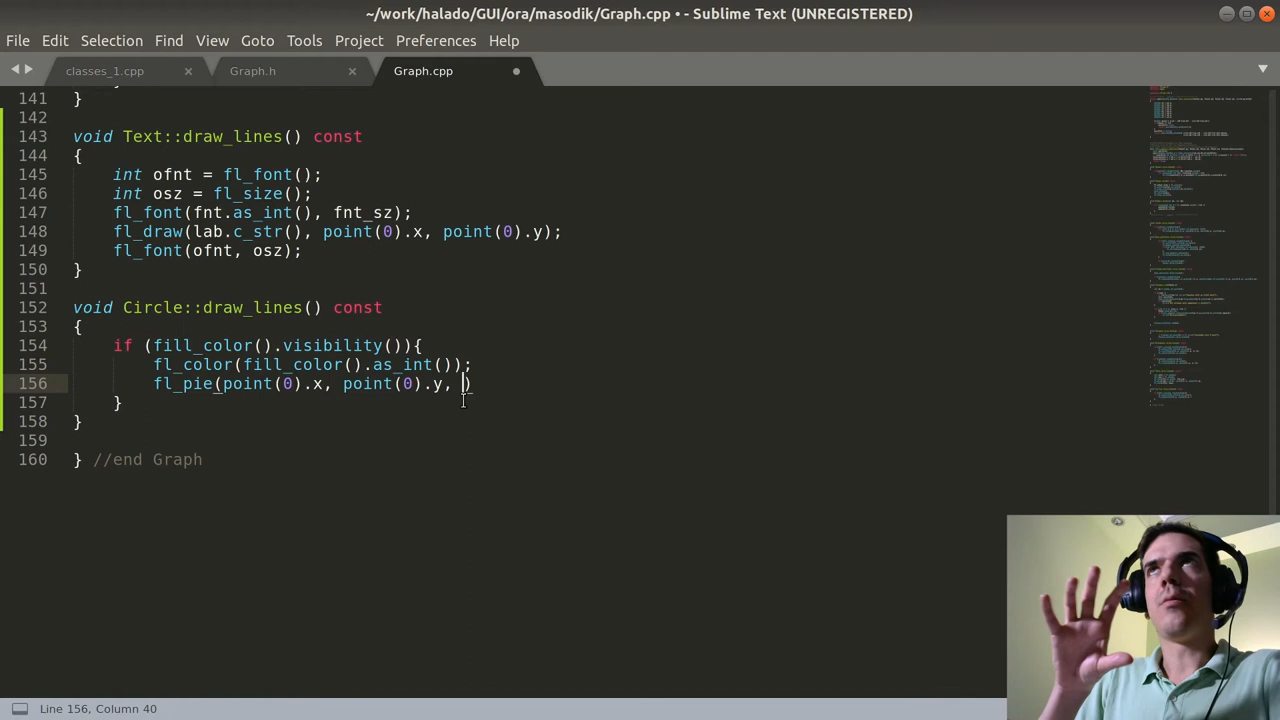 ~/work/halado/GUI/ora/masodik/Graph.cpp • - Sublime Text (UNREGISTERED)
File Edit Selection Find View Goto Tools Project Preferences Help
classes_1.cpp Graph.h Graph.cpp
141 }
142
143 void Text::draw_lines() const
144 {
145 int ofnt = fl_font();
146 int osz = fl_size();
147 fl_font(fnt.as_int(), fnt_sz);
148 fl_draw(lab.c_str(), point(0).x, point(0).y);
149 fl_font(ofnt, osz);
150 }
151
152 void Circle::draw_lines() const
153 {
154 if (fill_color().visibility()){
155 fl_color(fill_color().as_int());
156 fl_pie(point(0).x, point(0).y, )
157 }
158 }
159
160 } //end Graph
Line 156, Column 40